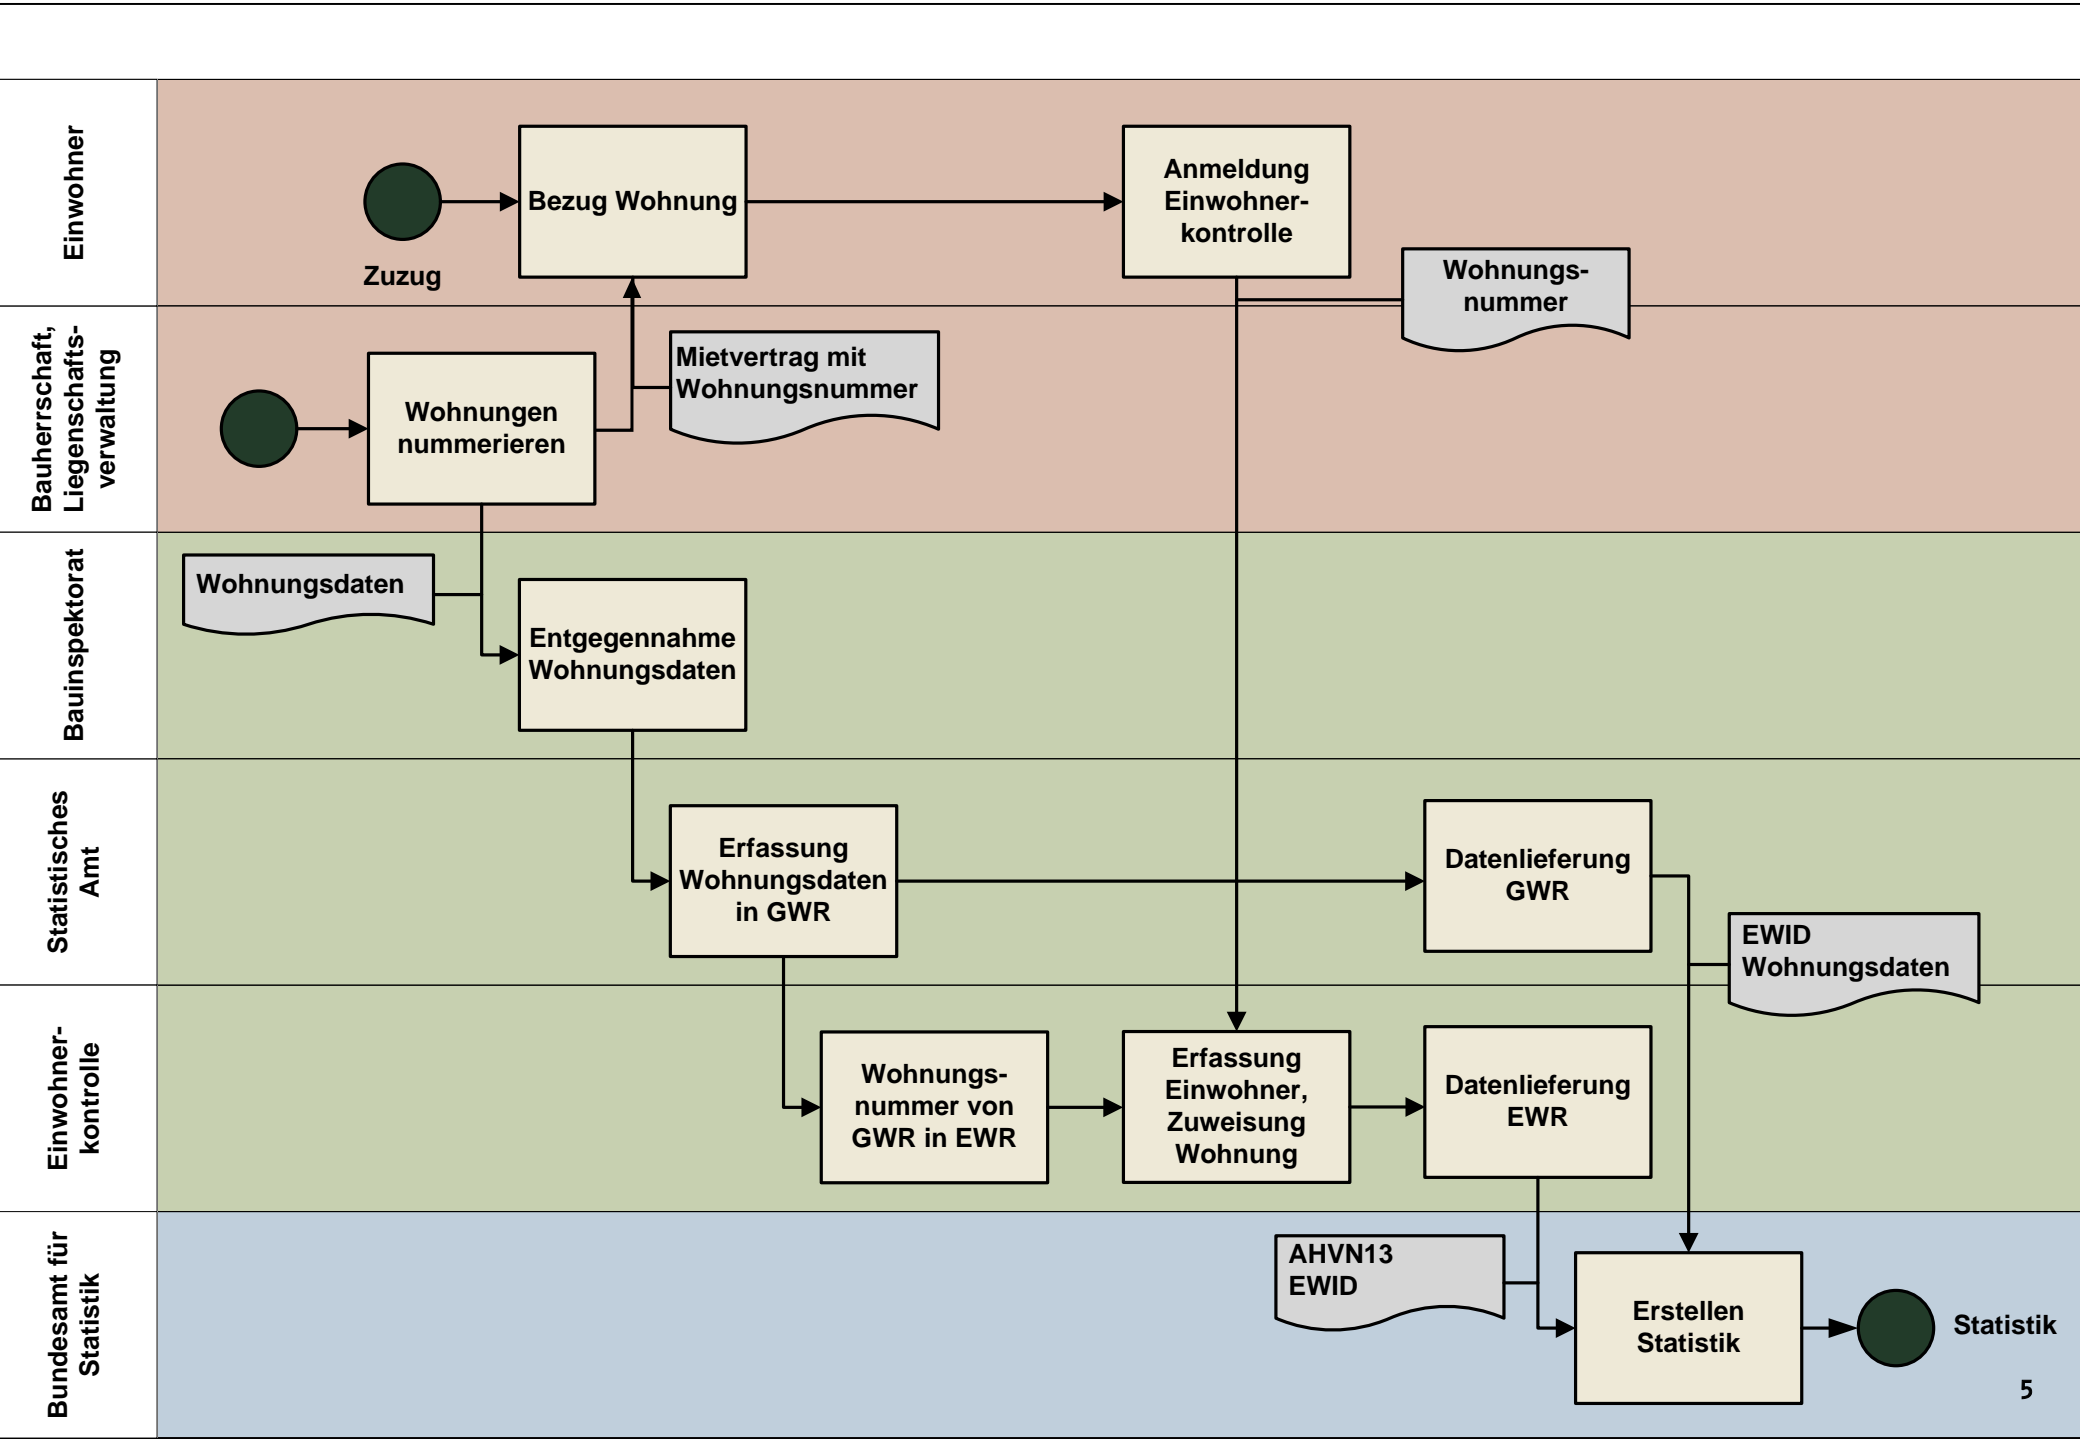 Einwohner
Zuzug
Bezug Wohnung
Anmeldung
Einwohner-
kontrolle
Wohnungs-
nummer
Bauherrschaft,
Liegenschafts-
verwaltung
Wohnungen
nummerieren
Mietvertrag mit
Wohnungsnummer
Bauinspektorat
Wohnungsdaten
Entgegennahme
Wohnungsdaten
Statistisches
Amt
Erfassung
Wohnungsdaten
in GWR
Datenlieferung
GWR
EWID
Wohnungsdaten
Einwohner-
kontrolle
Wohnungs-
nummer von
GWR in EWR
Erfassung
Einwohner,
Zuweisung
Wohnung
Datenlieferung
EWR
Bundesamt für
Statistik
AHVN13
EWID
Erstellen
Statistik
Statistik
5